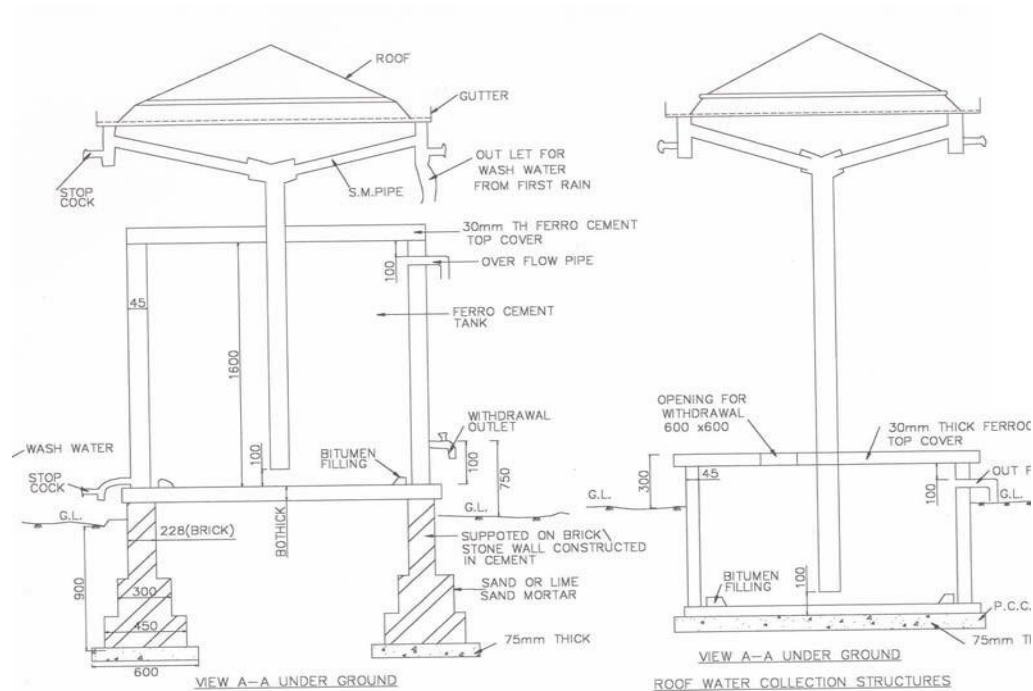 ROOF
GUTTER
OUT LET FOR
WASH WATER
FROM FIRST RAIN
STOP
COCK
S.M.PIPE
30mm TH FERRO CEMENT
TOP COVER
100
OVER FLOW PIPE
45
FERRO CEMENT
TANK
1600
WITHDRAWAL
OUTLET
WASH WATER
100
BITUMEN
FILLING
100
750
STOP
COCK
G.L.
G.L.
228(BRICK)
BOTHICK
SUPPOTED ON BRICK\
STONE WALL CONSTRUCTED
IN CEMENT
900
300
SAND OR LIME
SAND MORTAR
450
75mm THICK
600
VIEW A-A UNDER GROUND
OPENING FOR
WITHDRAWAL
600 x600
30mm THICK FERROC
TOP COVER
300
45
100
OUT F
G.L.
G.L.
100
BITUMEN
FILLING
P.C.C.
75mm TH
VIEW A-A UNDER GROUND
ROOF WATER COLLECTION STRUCTURES